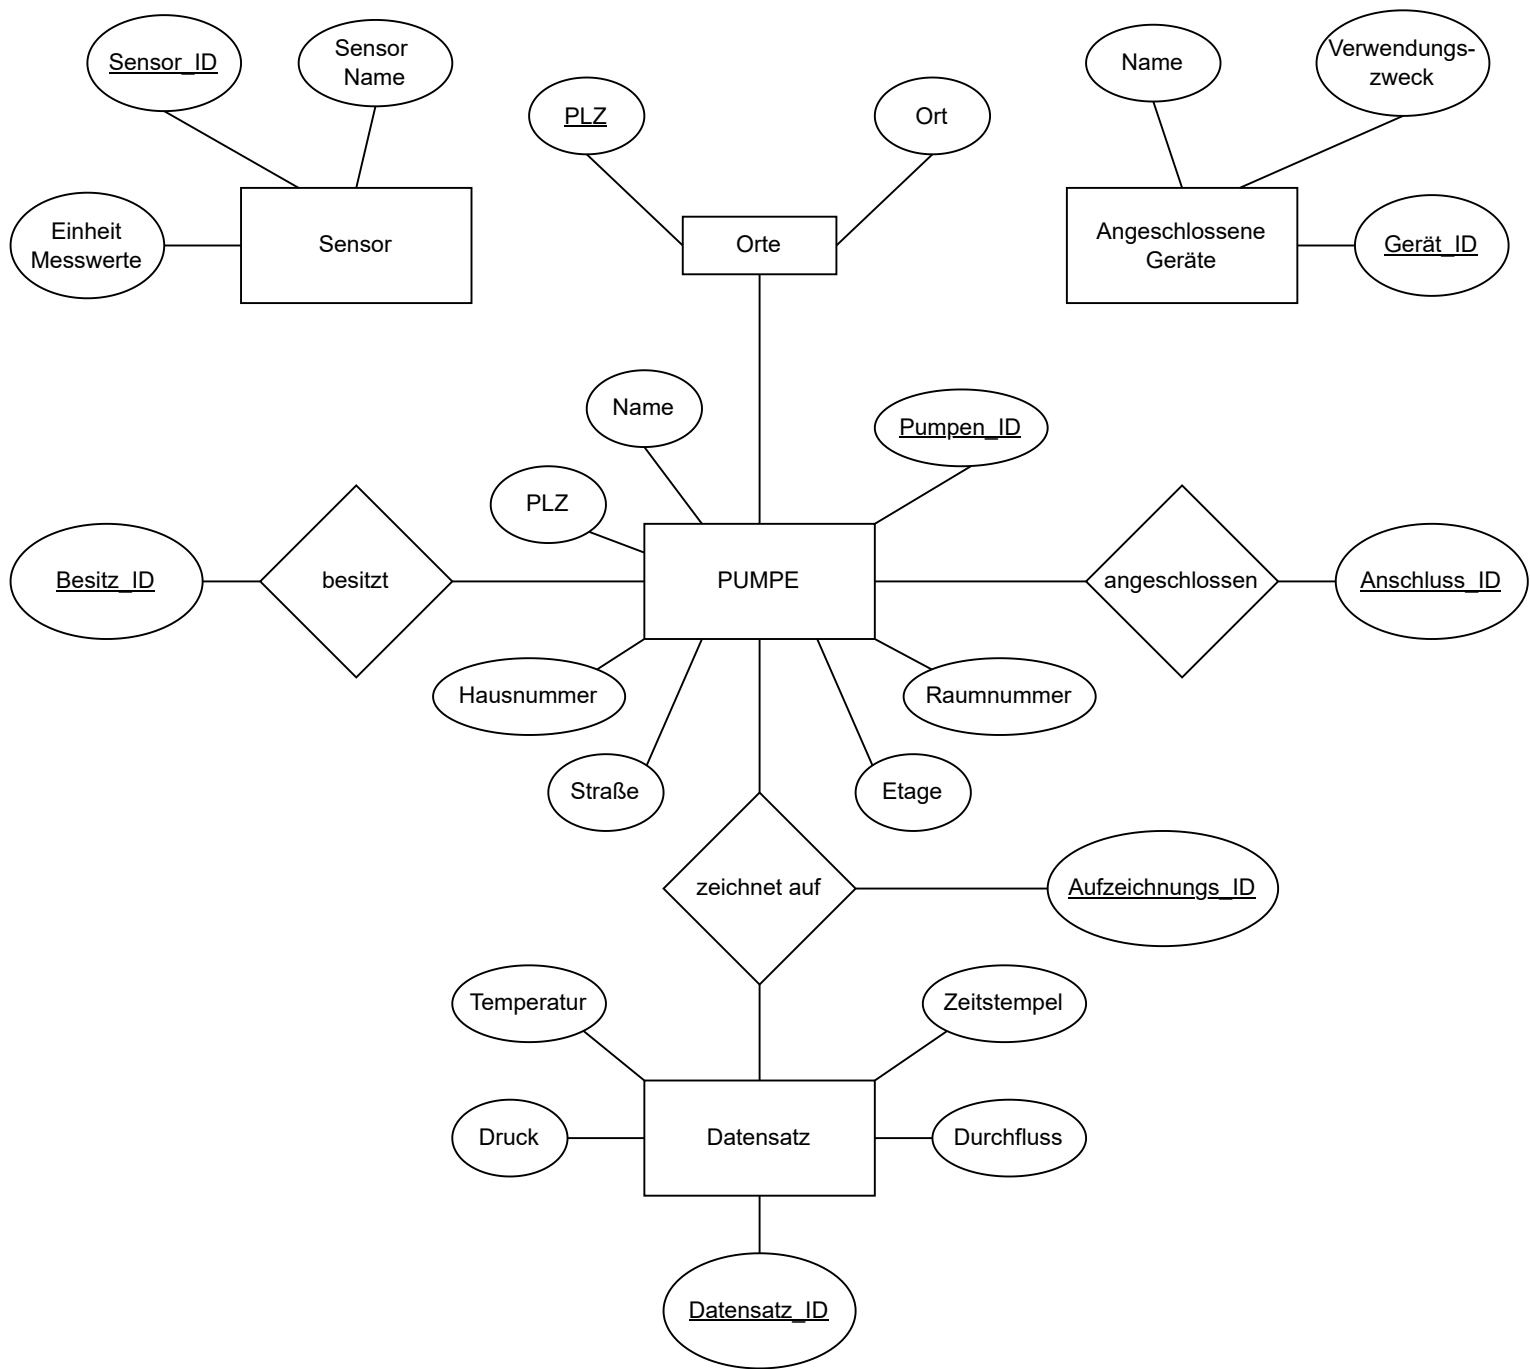 Sensor_ID
Sensor
Name
Einheit
Messwerte
Sensor
PLZ
Ort
Orte
Name
Verwendungs-
zweck
Angeschlossene
Geräte
Gerät_ID
Name
PLZ
Pumpen_ID
Besitz_ID
besitzt
PUMPE
angeschlossen
Anschluss_ID
Hausnummer
Raumnummer
Straße
Etage
zeichnet auf
Aufzeichnungs_ID
Temperatur
Zeitstempel
Druck
Datensatz
Durchfluss
Datensatz_ID